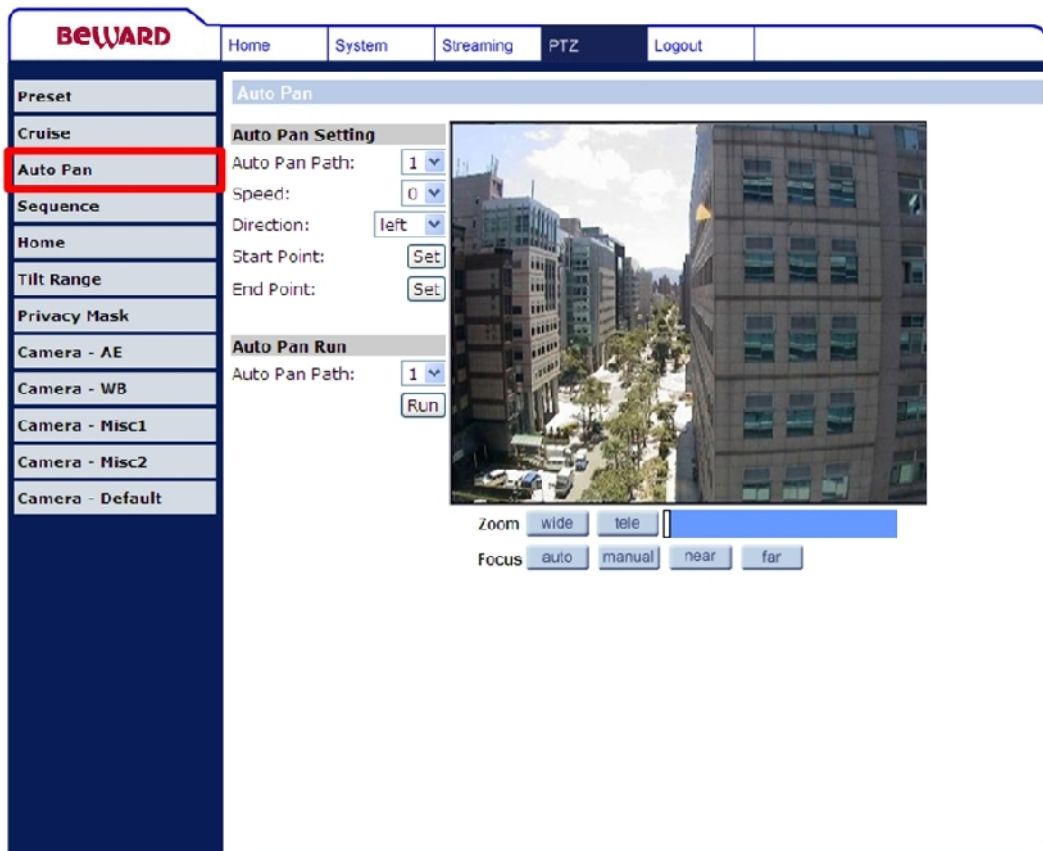 BEWARD
Home System Streaming PTZ Logout
Preset
Cruise
Auto Pan
Sequence
Home
Tilt Range
Privacy Mask
Camera - AE
Camera - WB
Camera - Misc1
Camera - Misc2
Camera - Default
Auto Pan
Auto Pan Setting
Auto Pan Path: 1
Speed: 0
Direction: left
Start Point: Set
End Point: Set
Auto Pan Run
Auto Pan Path: 1
Run
Zoom wide tele
Focus auto manual near far